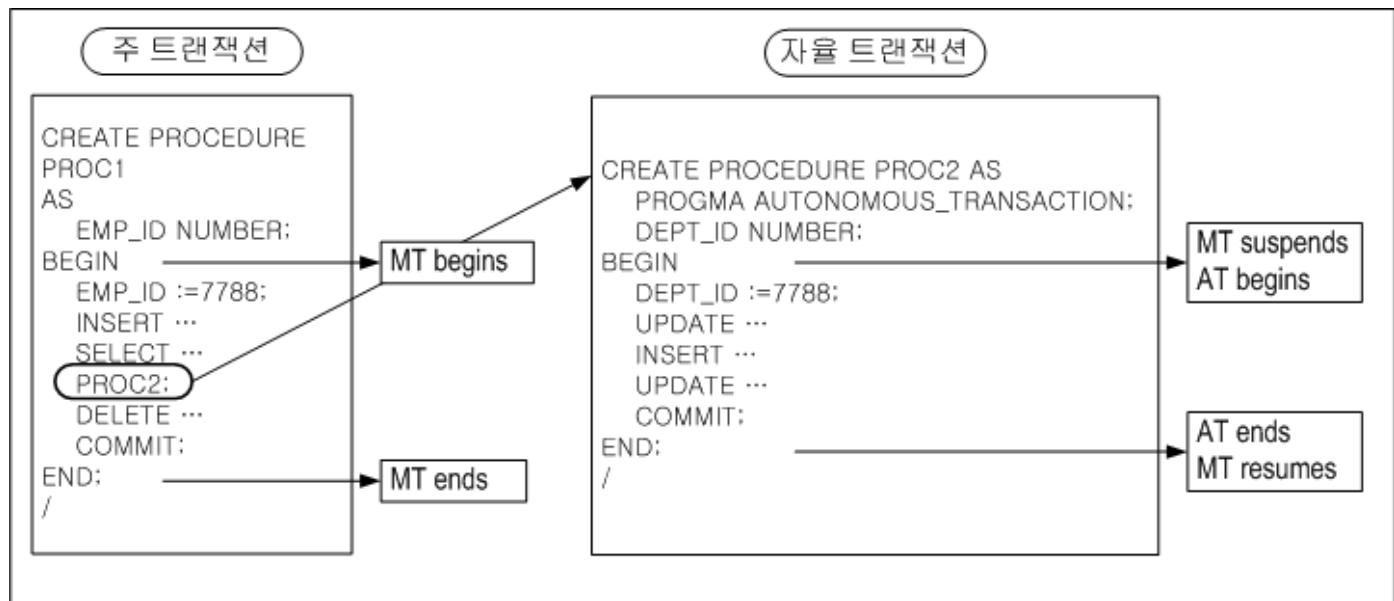 주 트랜잭션
자율 트랜잭션
CREATE PROCEDURE
PROC1
AS
EMP_ID NUMBER;
BEGIN
EMP_ID :=7788;
INSERT …
SELECT …
PROC2;
DELETE …
COMMIT;
END;
/
MT begins
MT ends
CREATE PROCEDURE PROC2 AS
PROGMA AUTONOMOUS_TRANSACTION;
DEPT_ID NUMBER;
BEGIN
DEPT_ID :=7788;
UPDATE …
INSERT …
UPDATE …
COMMIT;
END;
/
MT suspends
AT begins
AT ends
MT resumes